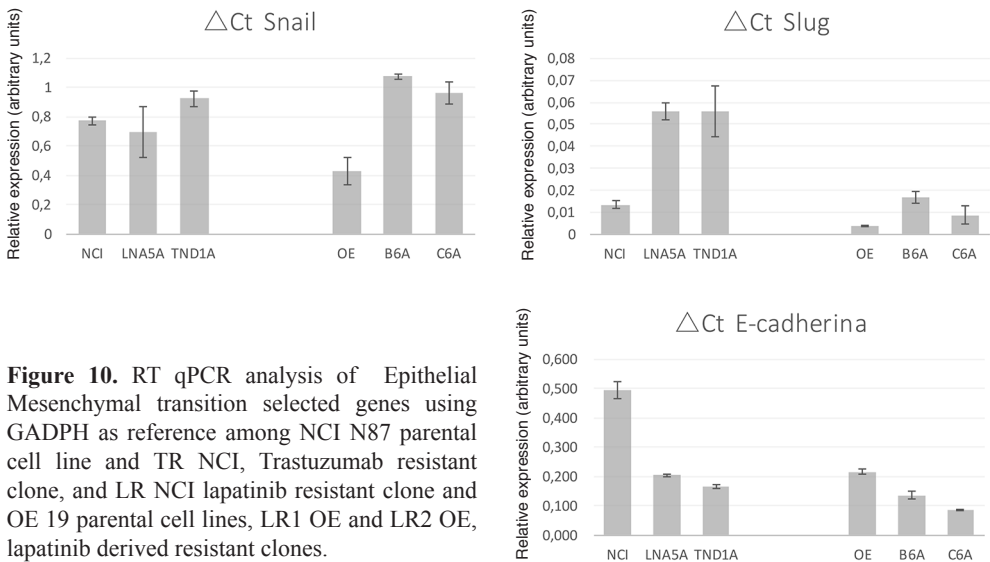 △Ct Snail
Relative expression (arbitrary units)
1,2
1
0,8
0,6
0,4
0,2
0
NCI LNA5A TND1A OE B6A C6A
△Ct Slug
Relative expression (arbitrary units)
0,08
0,07
0,06
0,05
0,04
0,03
0,02
0,01
0
NCI LNA5A TND1A OE B6A C6A
△Ct E-cadherina
Relative expression (arbitrary units)
0,600
0,500
0,400
0,300
0,200
0,100
0,000
NCI LNA5A TND1A OE B6A C6A
Figure 10. RT qPCR analysis of Epithelial
Mesenchymal transition selected genes using
GADPH as reference among NCI N87 parental
cell line and TR NCI, Trastuzumab resistant
clone, and LR NCI lapatinib resistant clone and
OE 19 parental cell lines, LR1 OE and LR2 OE,
lapatinib derived resistant clones.